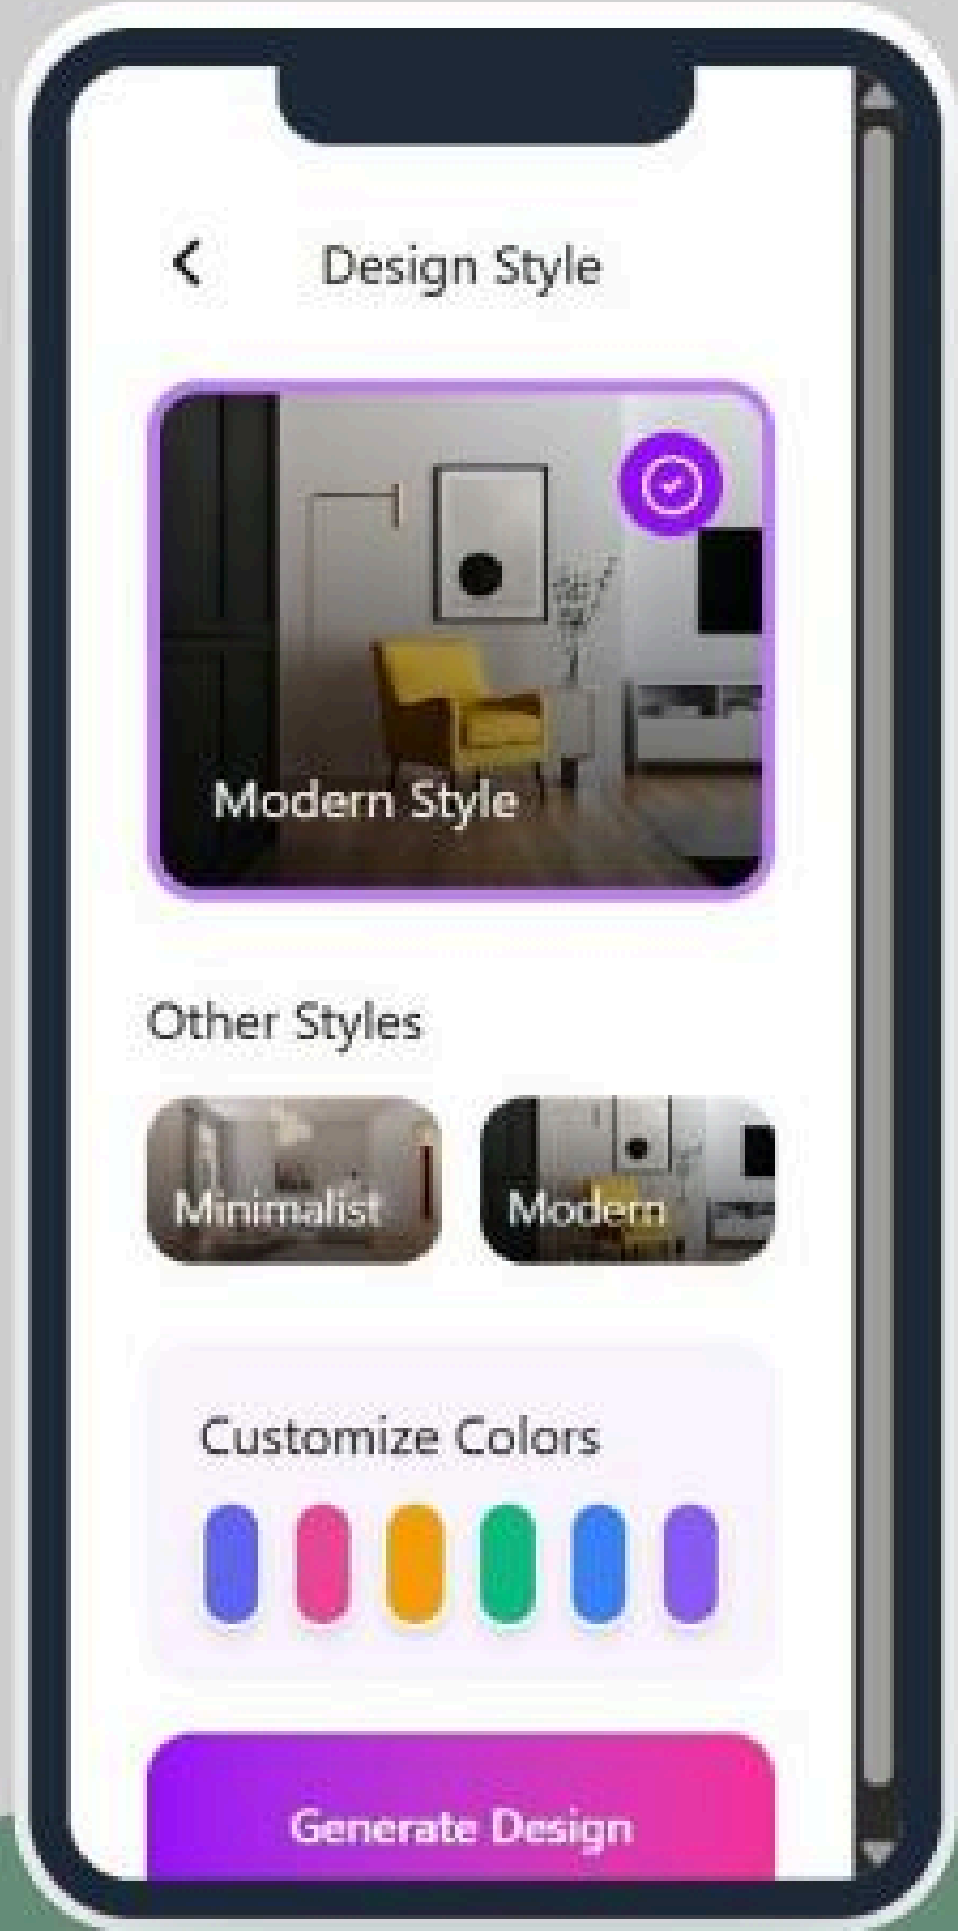 Design Style
Modern Style
Other Styles
Minimalist
Modern
Customize Colors
Generate Design